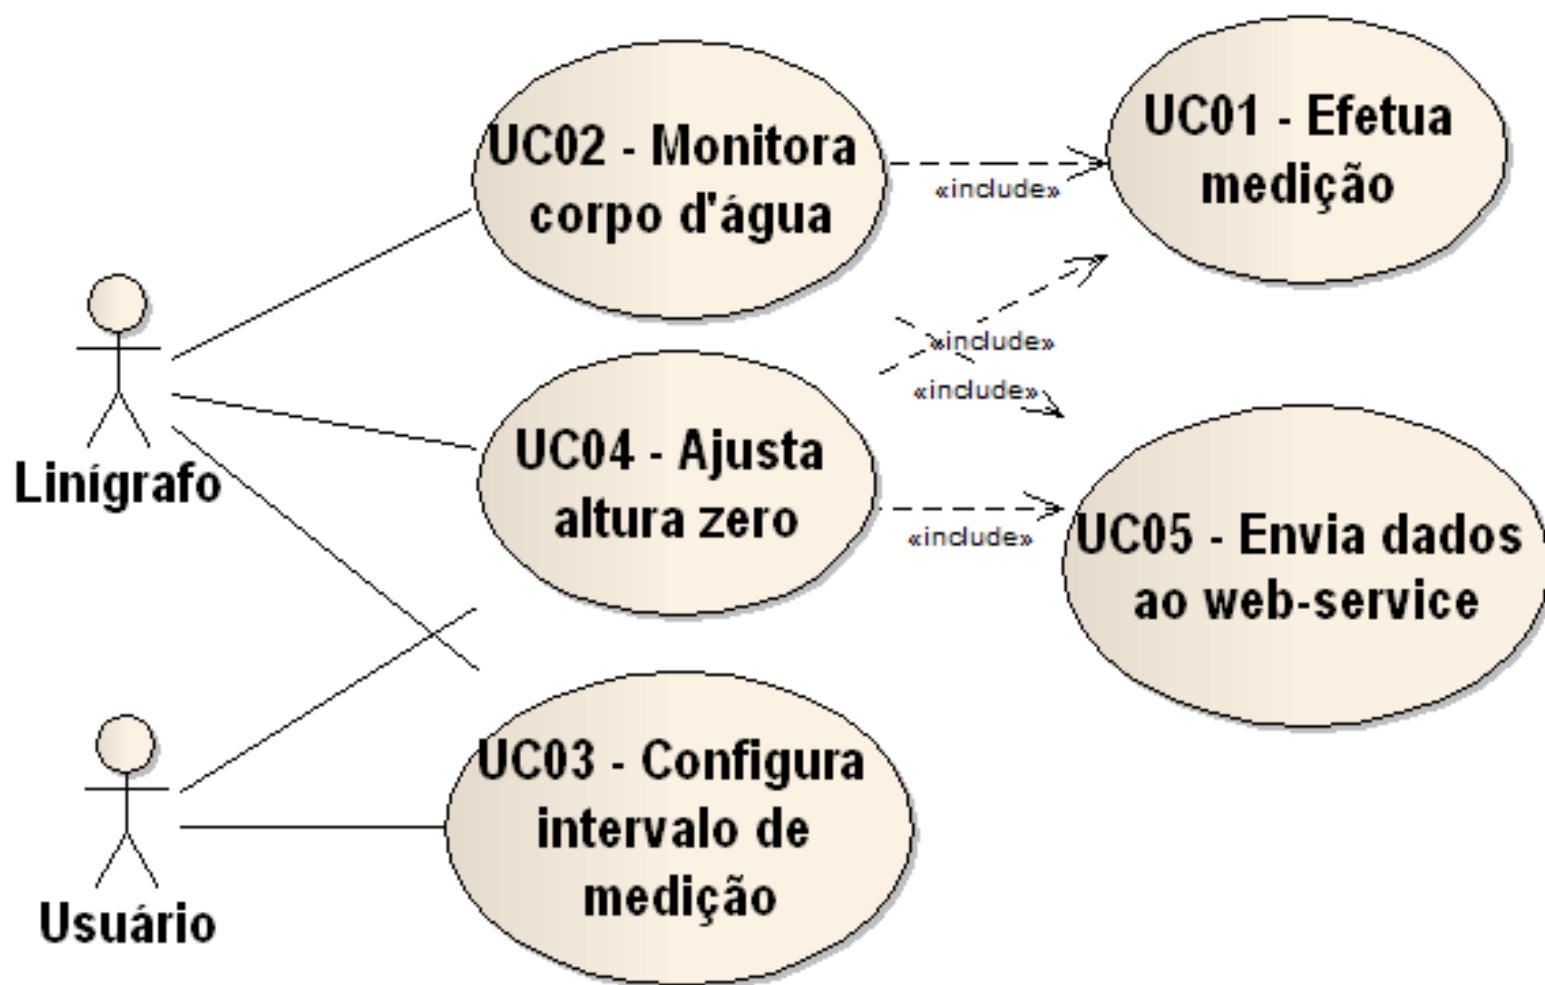 UC02 - Monitora
corpo d'água
UC01 - Efetua
medição
«include»
«include»
«include»
Linígrafo
UC04 - Ajusta
altura zero
«include»
UC05 - Envia dados
ao web-service
UC03 - Configura
intervalo de
medição
Usuário